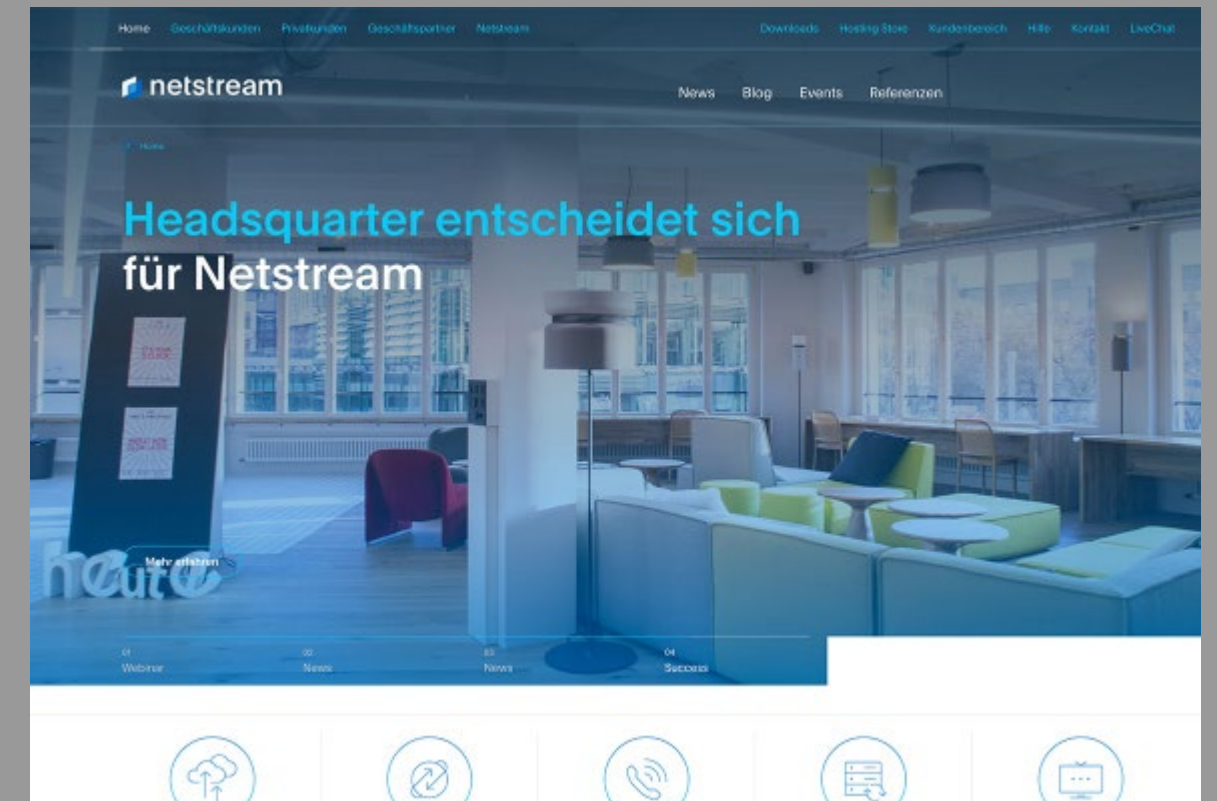 Home Geschäftskunden Privatkunden Geschäftspartner Netstream Downloads Hosting Store Kundenbereich Hilfe Kontakt LiveChat
netstream
News Blog Events Referenzen
Home
Headsquarter entscheidet sich
für Netstream
heute
Mehr erfahren
01 02 03 04
Webinar News News Success